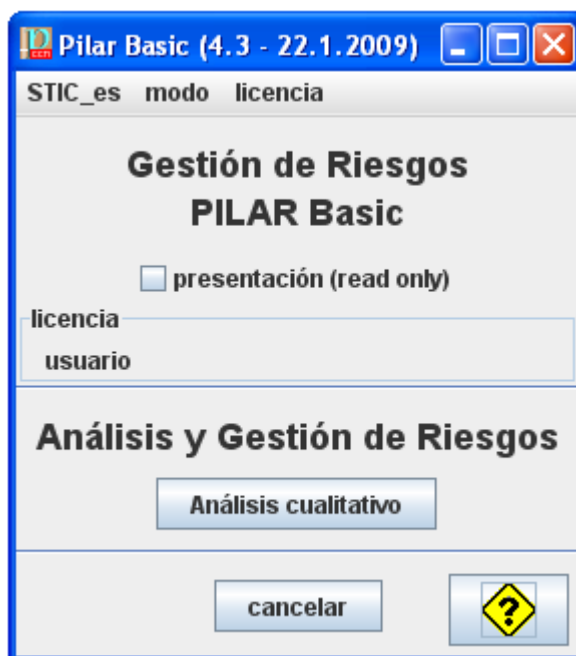 Pilar Basic (4.3 - 22.1.2009)
STIC_es modo licencia
Gestión de Riesgos
PILAR Basic
presentación (read only)
licencia
usuario
Análisis y Gestión de Riesgos
Análisis cualitativo
cancelar
?